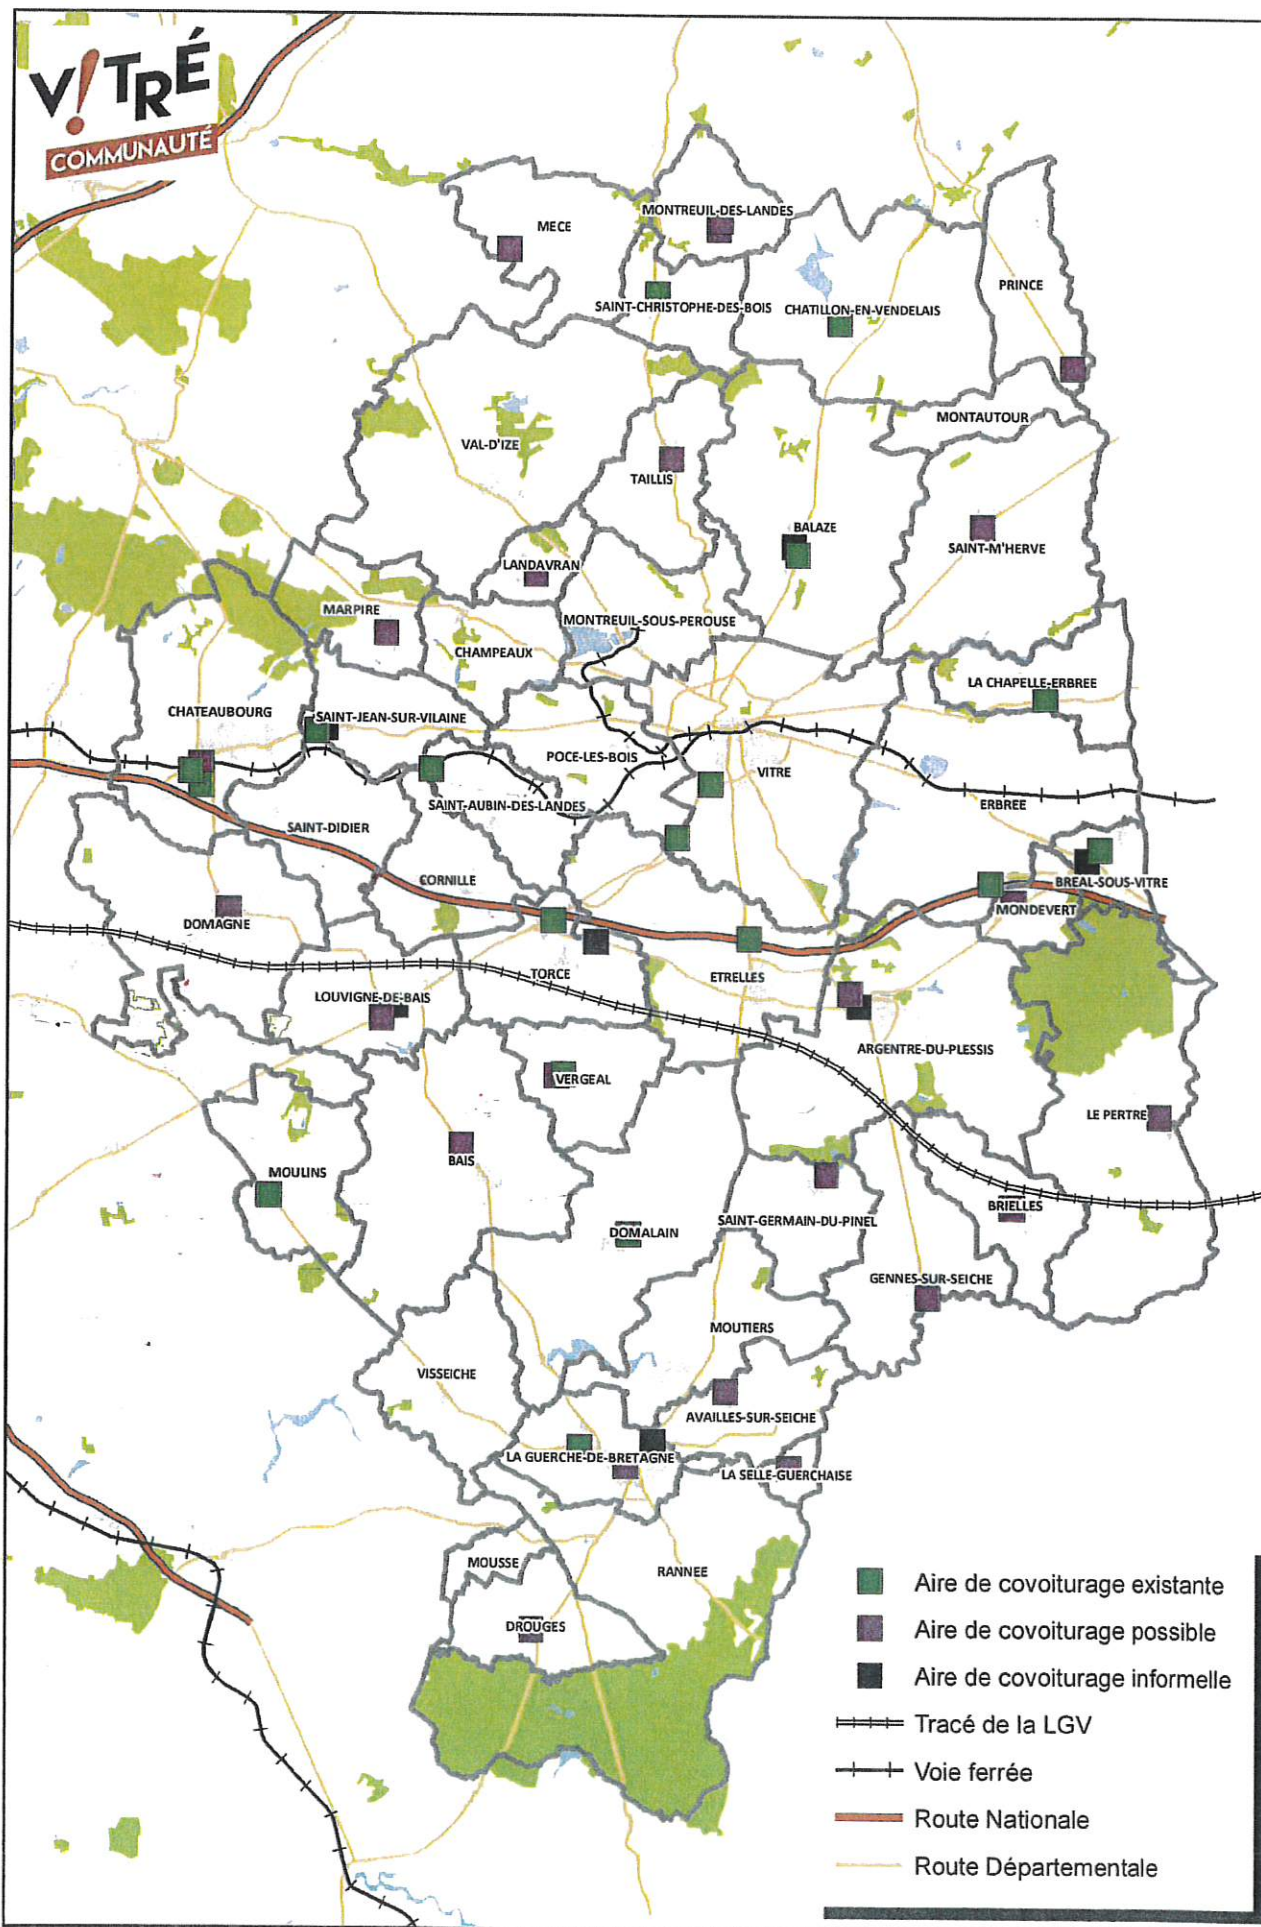 V!TRÉ
COMMUNAUTÉ
MECE
MONTREUIL-DES-LANDES
PRINCE
SAINT-CHRISTOPHE-DES-BOIS
CHATILLON-EN-VENDELAIS
MONTAUTOUR
VAL-D'IZE
TAILLIS
BALAZE
SAINT-M'HERVE
LANDAVRAN
MARPIRE
MONTREUIL-SOUS-PEROUSE
CHAMPEAUX
LA CHAPELLE-ERBREE
CHATEAUBOURG
SAINT-JEAN-SUR-VILAINE
POCE-LES-BOIS
VITRE
SAINT-AUBIN-DES-LANDES
ERBREE
SAINT-DIDIER
CORNILLE
BREAL-SOUS-VITRE
MONDEVERT
DOMAGNE
TORCE
ETRELLES
LOUVIGNE-DE-BAIS
ARGENTRE-DU-PLESSIS
VERGEAL
LE PERTRE
BAIS
MOULINS
BRIELLES
SAINT-GERMAIN-DU-PINEL
DOMALAIN
GENNES-SUR-SEICHE
MOUTIERS
VISSEICHE
AVAILLES-SUR-SEICHE
LA GUERCHE-DE-BRETAGNE
LA SELLE-GUERCHAISE
MOUSSE
RANNEE
DROUGES
Aire de covoiturage existante
Aire de covoiturage possible
Aire de covoiturage informelle
Tracé de la LGV
Voie ferrée
Route Nationale
Route Départementale